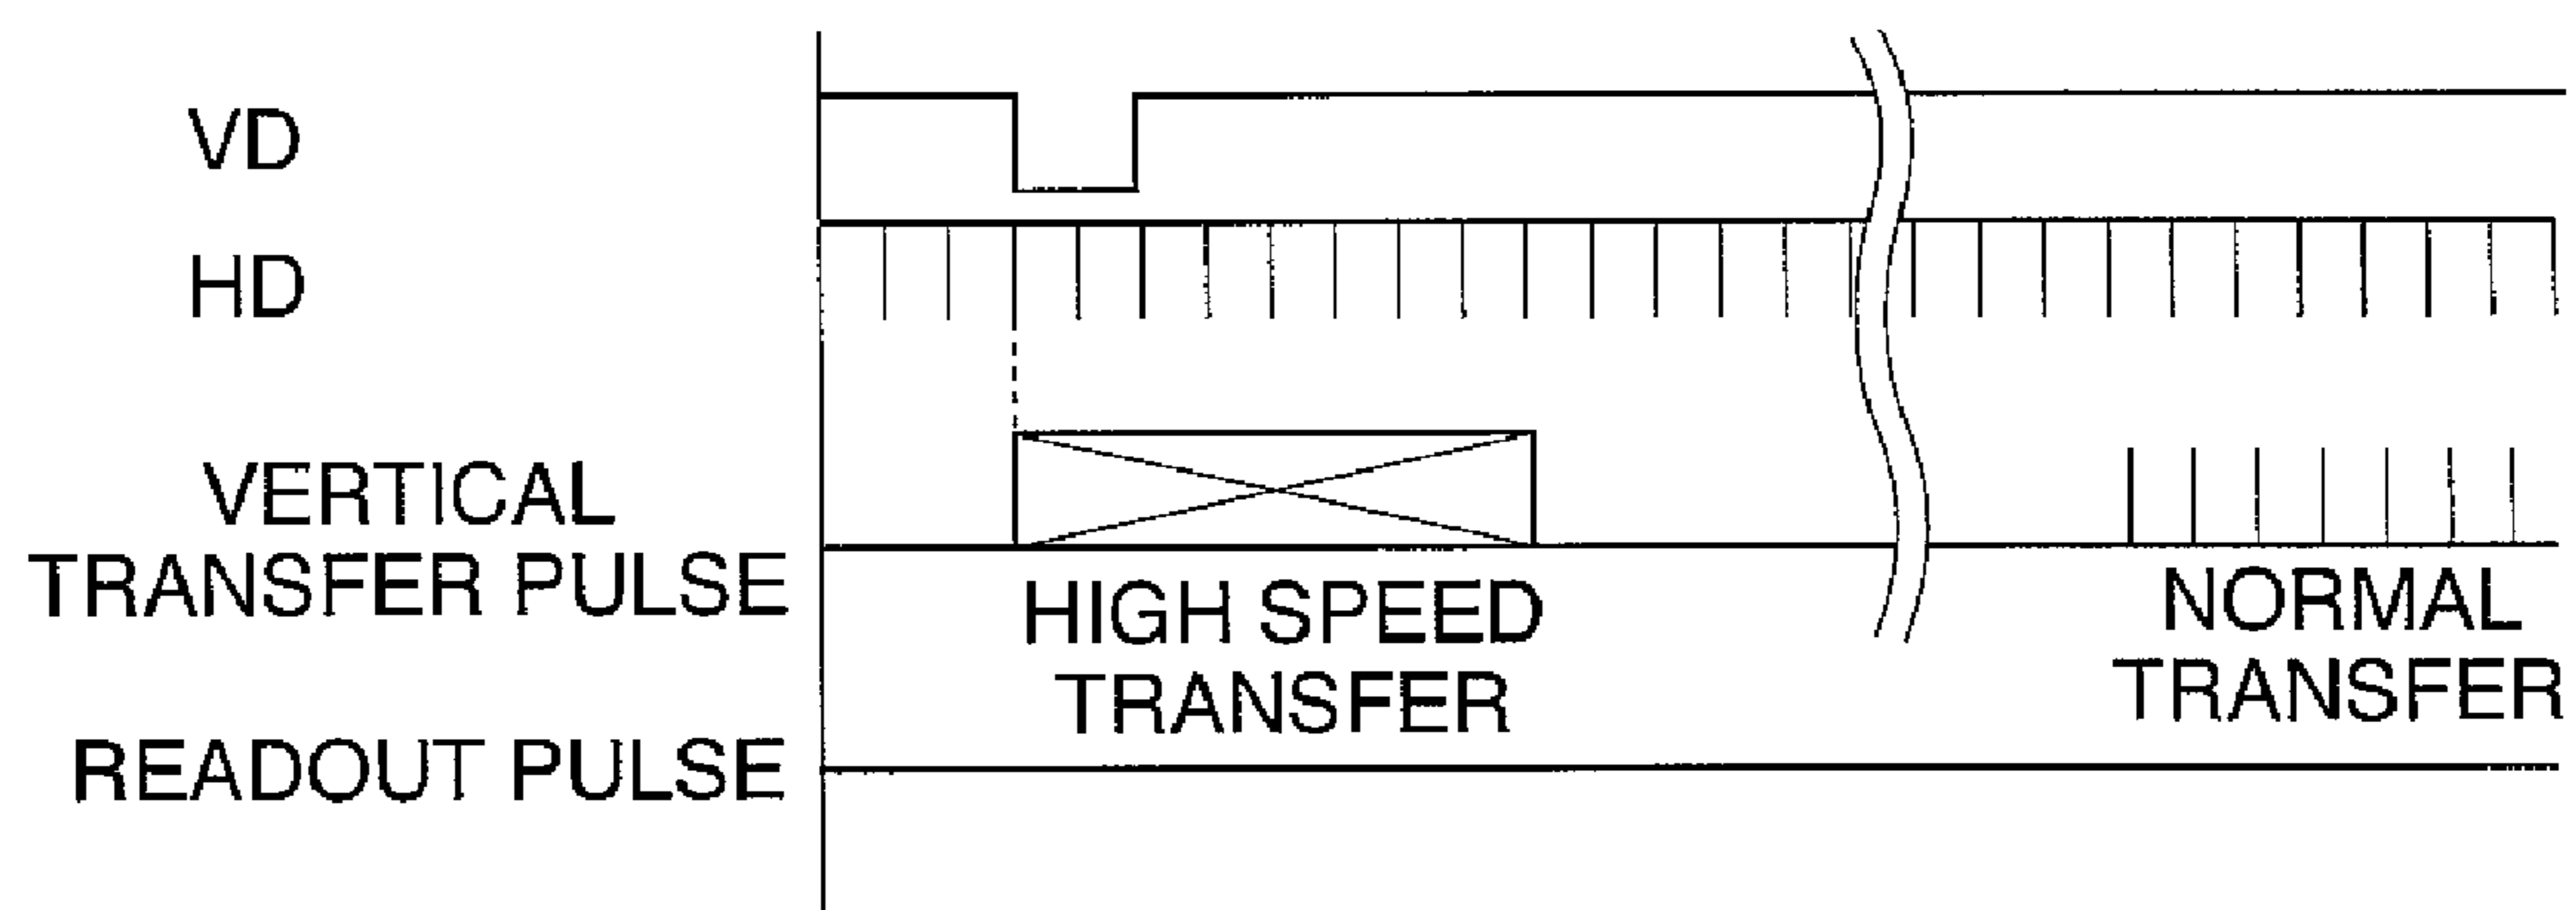 VD
HD
VERTICAL
TRANSFER PULSE
HIGH SPEED
TRANSFER
NORMAL
TRANSFER
READOUT PULSE